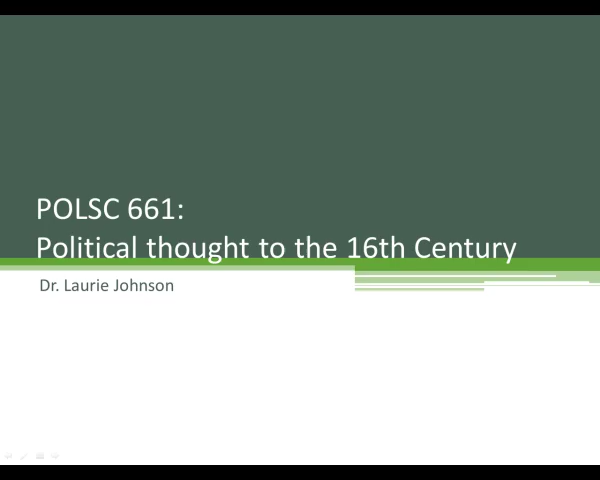 POLSC 661:
Political thought to the 16th Century
Dr. Laurie Johnson